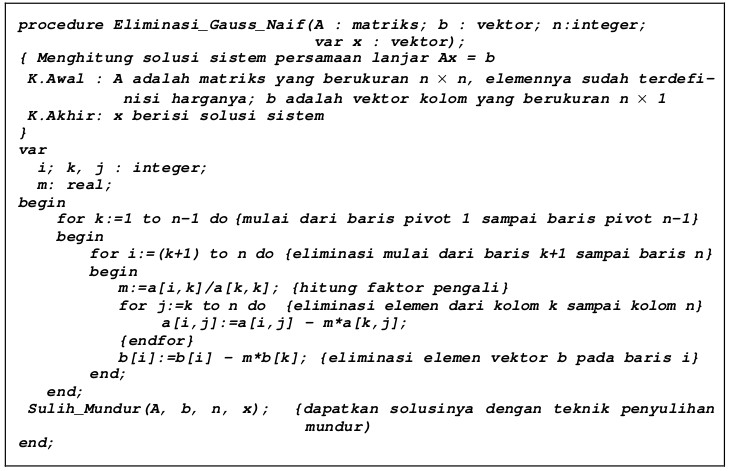 procedure Eliminasi_Gauss_Naif(A : matriks; b : vektor; n:integer;
var x : vektor);
{ Menghitung solusi sistem persamaan lanjar Ax = b
K.Awal : A adalah matriks yang berukuran n × n, elemennya sudah terdefi-
nisi harganya; b adalah vektor kolom yang berukuran n × 1
K.Akhir: x berisi solusi sistem
}
var
i; k, j : integer;
m: real;
begin
for k:=1 to n-1 do {mulai dari baris pivot 1 sampai baris pivot n-1}
begin
for i:=(k+1) to n do {eliminasi mulai dari baris k+1 sampai baris n}
begin
m:=a[i,k]/a[k,k]; {hitung faktor pengali}
for j:=k to n do {eliminasi elemen dari kolom k sampai kolom n}
a[i,j]:=a[i,j] - m*a[k,j];
{endfor}
b[i]:=b[i] - m*b[k]; {eliminasi elemen vektor b pada baris i}
end;
end;
Sulih_Mundur(A, b, n, x); {dapatkan solusinya dengan teknik penyulihan
mundur)
end;